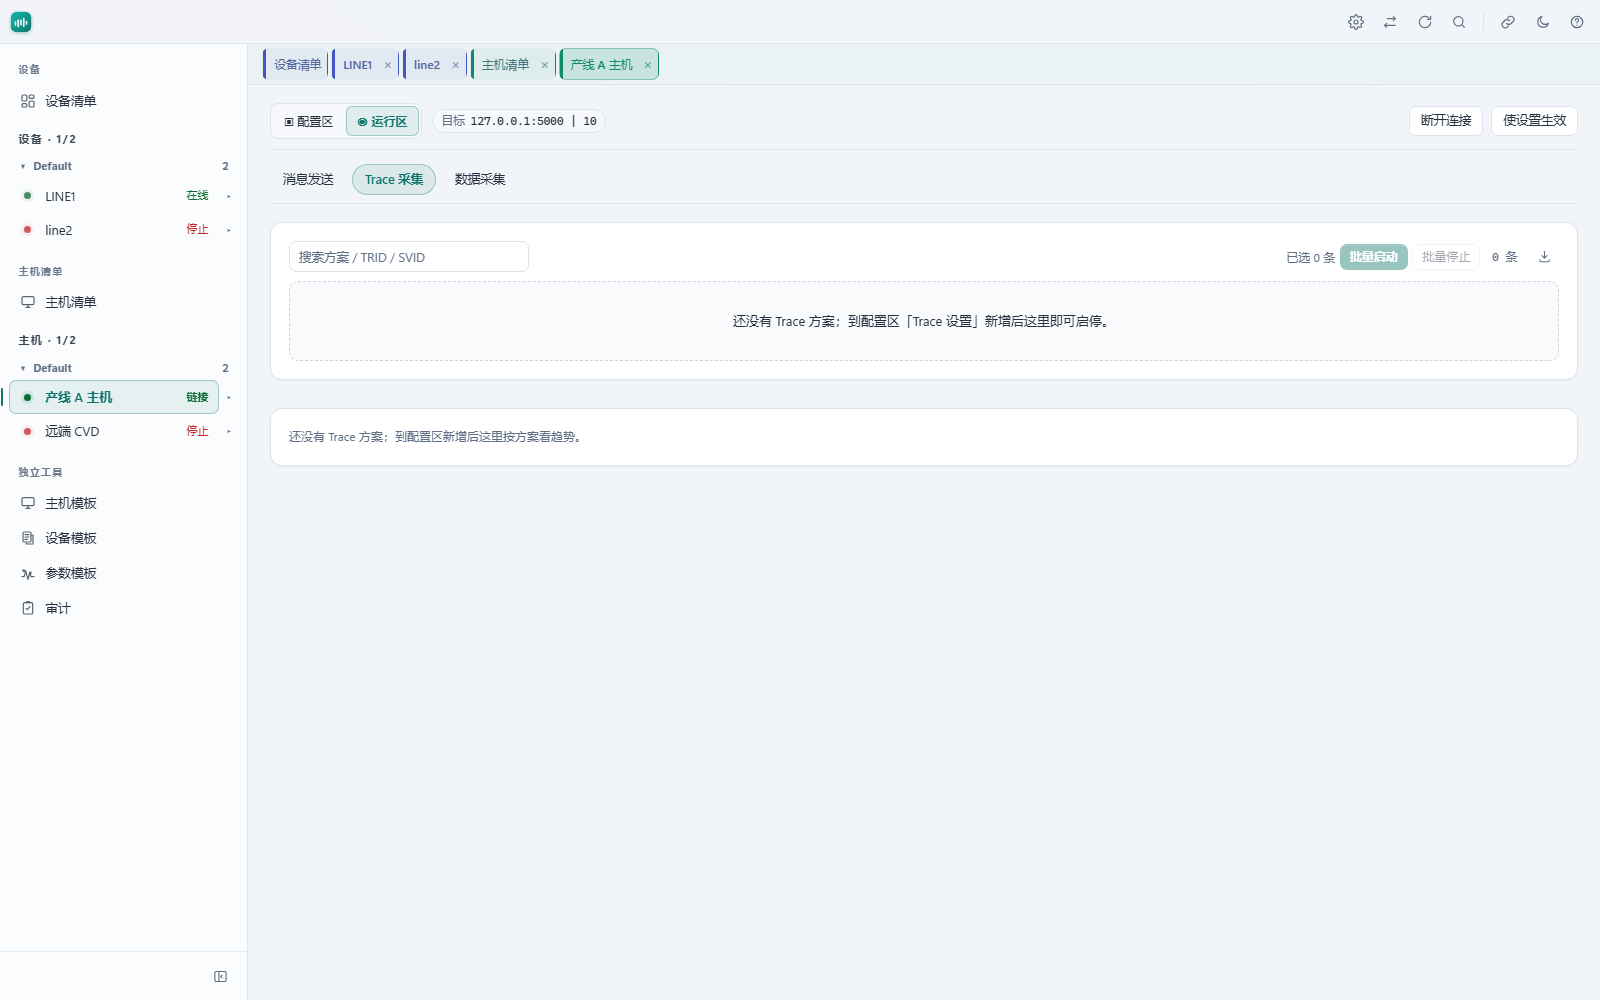 设备
设备清单
设备 · 1/2
Default 2
LINE1 在线
line2 停止
主机清单
主机清单
主机 · 1/2
Default 2
产线 A 主机 链接
远端 CVD 停止
独立工具
主机模板
设备模板
参数模板
审计
设备清单 LINE1 × line2 × 主机清单 × 产线 A 主机 ×
配置区 运行区 目标 127.0.0.1:5000 | 10 断开连接 使设置生效
消息发送 Trace 采集 数据采集
搜索方案 / TRID / SVID 已选 0 条 批量启动 批量停止 0 条
还没有 Trace 方案；到配置区「Trace 设置」新增后这里即可启停。
还没有 Trace 方案；到配置区新增后这里按方案看趋势。